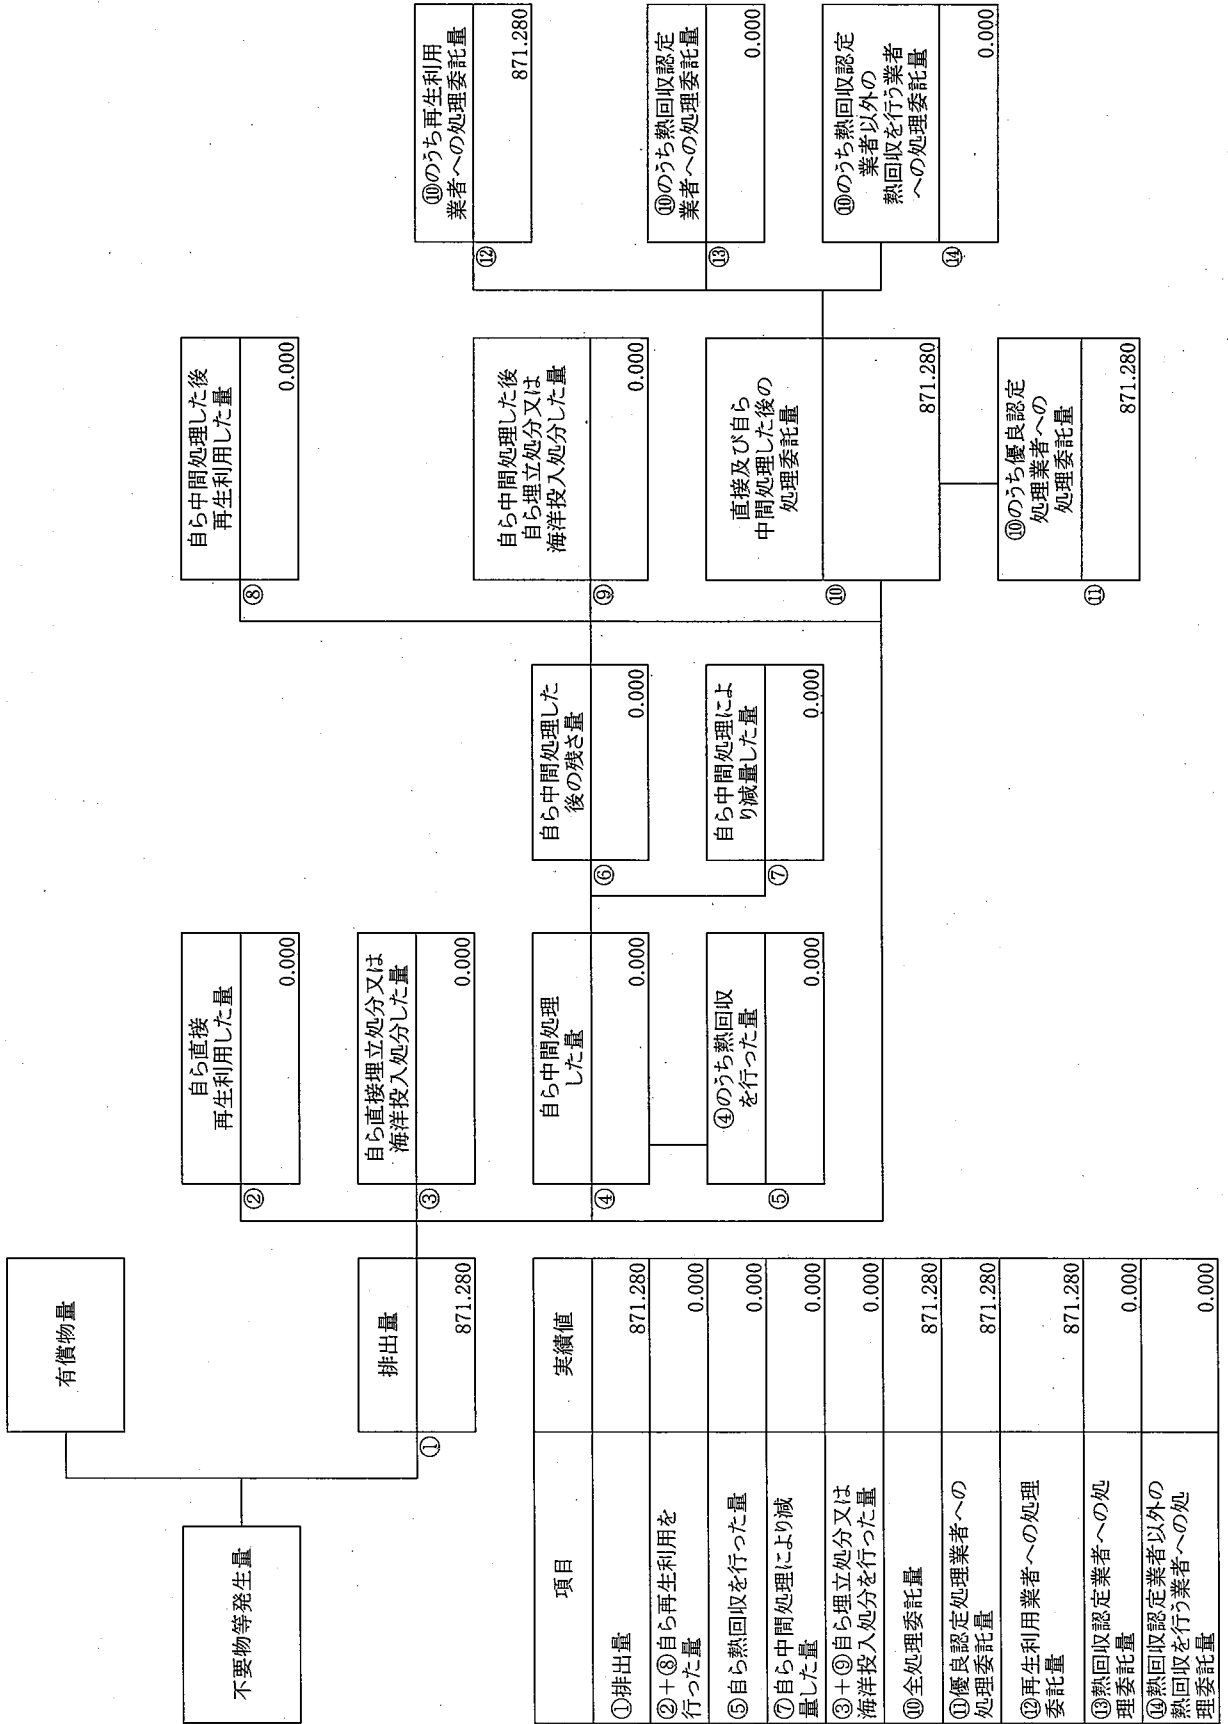 不要物等発生量
有償物量
排出量
①
871.280
自ら直接
再生利用した量
②
0.000
自ら直接埋立処分又は
海洋投入処分した量
③
0.000
自ら中間処理
した量
④
0.000
④のうち熱回収
を行った量
⑤
0.000
自ら中間処理した
後の残さ量
⑥
0.000
自ら中間処理によ
り減量した量
⑦
0.000
自ら中間処理した後
再生利用した量
⑧
0.000
自ら中間処理した後
自ら埋立処分又は
海洋投入処分した量
⑨
0.000
直接及び自ら
中間処理した後の
処理委託量
⑩
871.280
⑩のうち優良認定
処理業者への
処理委託量
⑪
871.280
⑩のうち再生利用
業者への処理委託量
⑫
871.280
⑩のうち熱回収認定
業者への処理委託量
⑬
0.000
⑩のうち熱回収認定
業者以外の
熱回収を行う業者
への処理委託量
⑭
0.000
項目 実績値
①排出量 871.280
②+⑧自ら再生利用を
行った量 0.000
⑤自ら熱回収を行った量 0.000
⑦自ら中間処理により減
量した量 0.000
③+⑨自ら埋立処分又は
海洋投入処分を行った量 0.000
⑩全処理委託量 871.280
⑪優良認定処理業者への
処理委託量 871.280
⑫再生利用業者への処理
委託量 871.280
⑬熱回収認定業者への処
理委託量 0.000
⑭熱回収認定業者以外の
熱回収を行う業者への処
理委託量 0.000